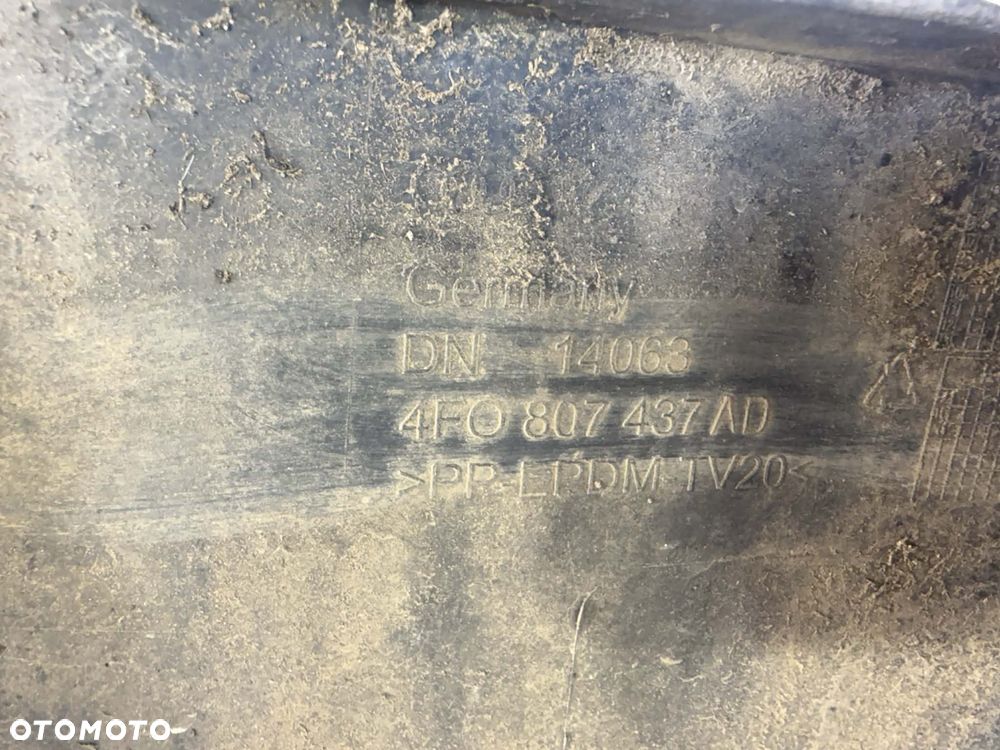 Germany
DN. 14063
4F0 807 437 AD
>PP-EPDM-TV20<
OTOMOTO